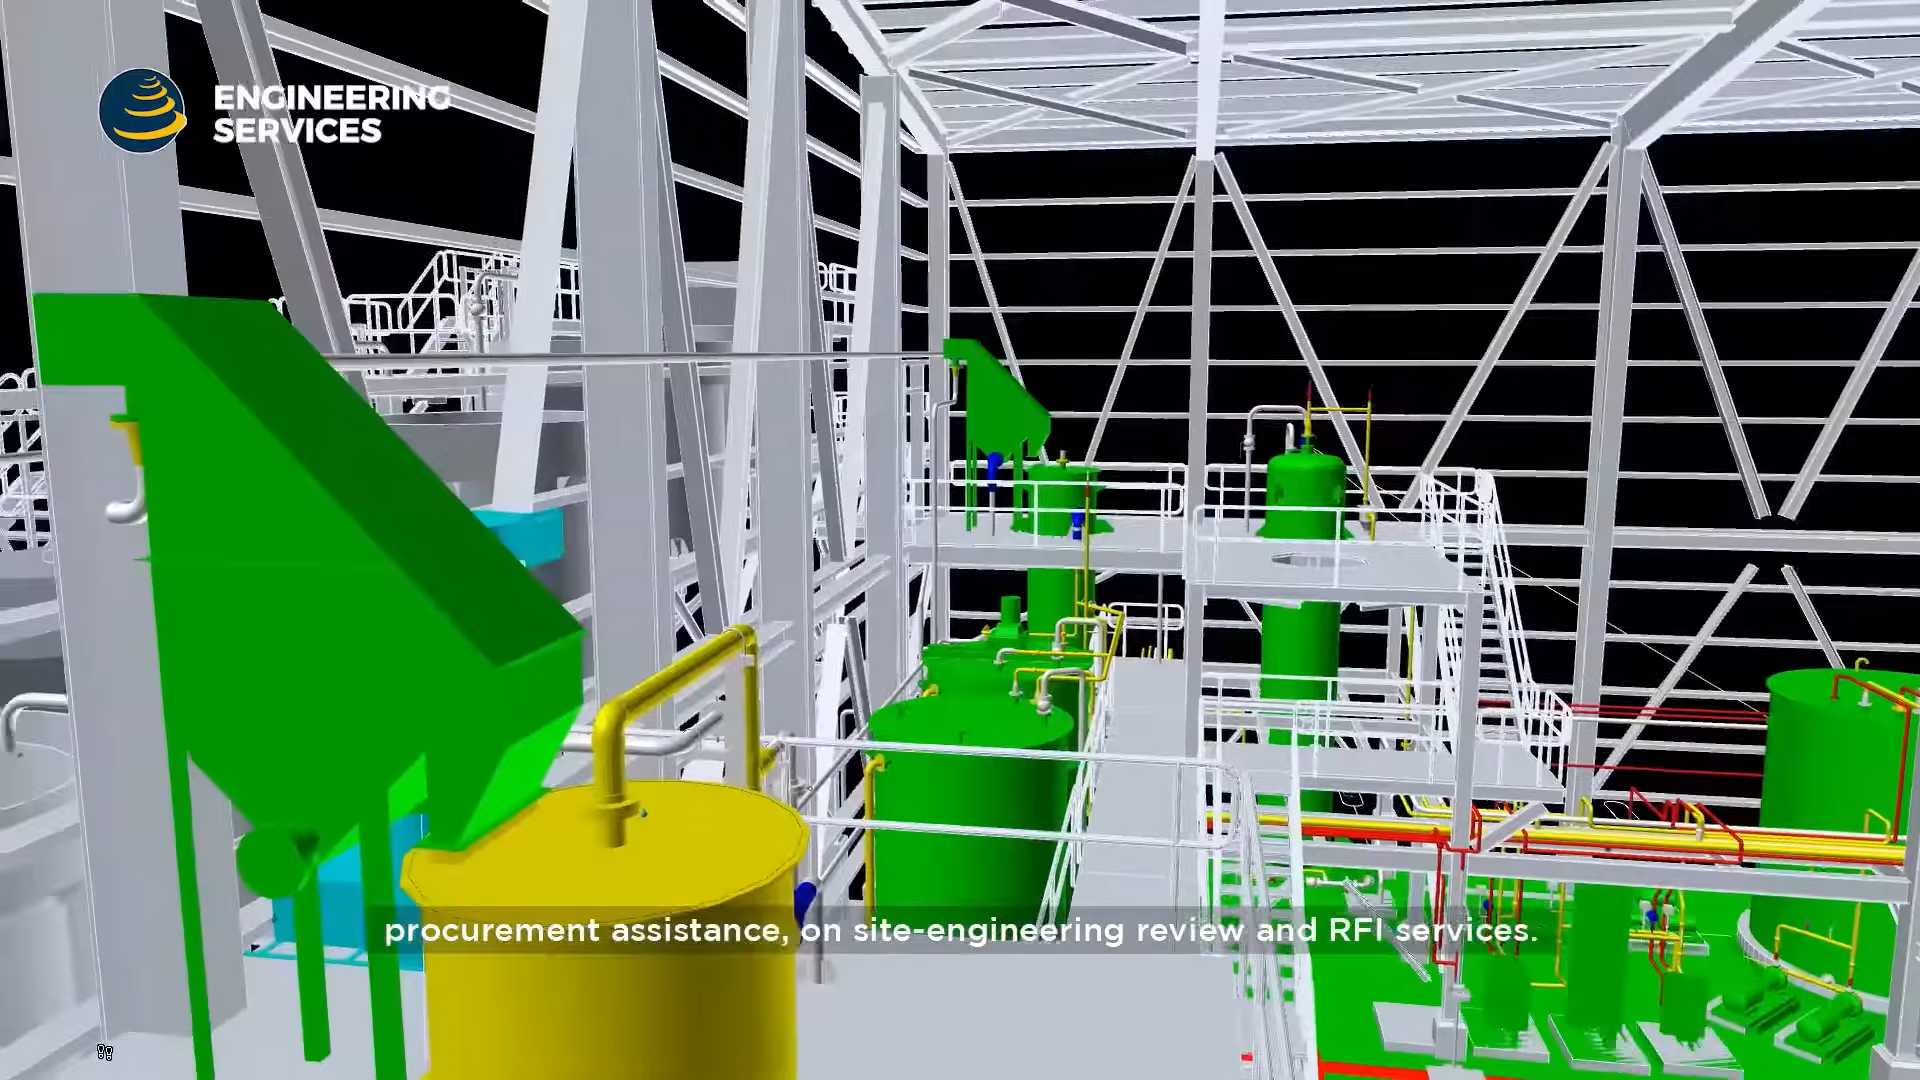 ENGINEERING
SERVICES
procurement assistance, on site-engineering review and RFI services.